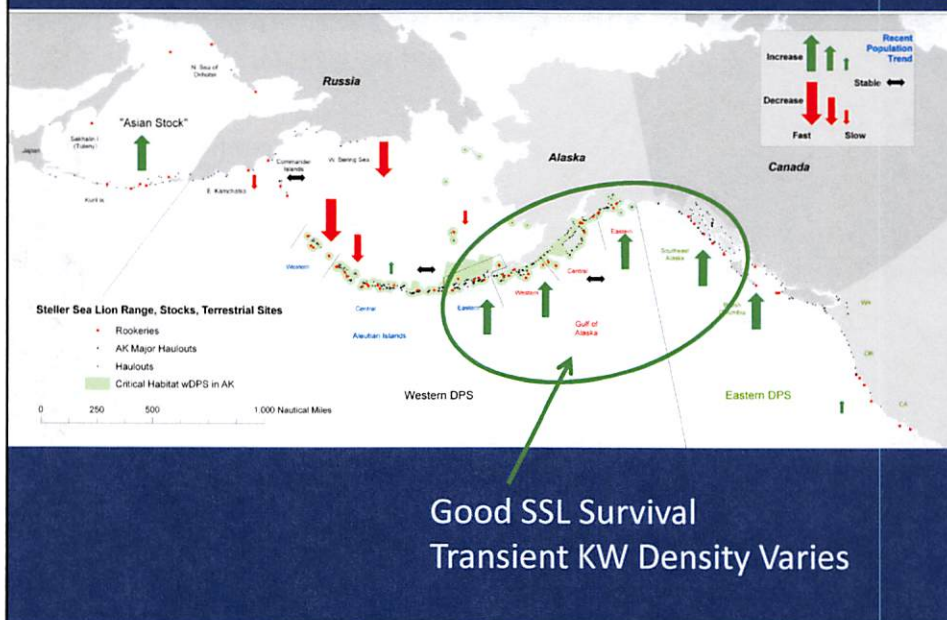 Recent
Population
Trend
Increase
Stable
Decrease
Fast
Slow
N. Sea of
Okhotsk
Russia
"Asian Stock"
Sakhalin I
(Tuleny)
Japan
Kuril Is
E. Kamchatka
Commander
Islands
W. Bering Sea
Alaska
Canada
Western
Central
Eastern
Aleutian Islands
Western
Central
Eastern
Gulf of
Alaska
Southeast
Alaska
British
Columbia
WA
OR
CA
Steller Sea Lion Range, Stocks, Terrestrial Sites
Rookeries
AK Major Haulouts
Haulouts
Critical Habitat wDPS in AK
0 250 500 1,000 Nautical Miles
Western DPS
Eastern DPS
Good SSL Survival
Transient KW Density Varies